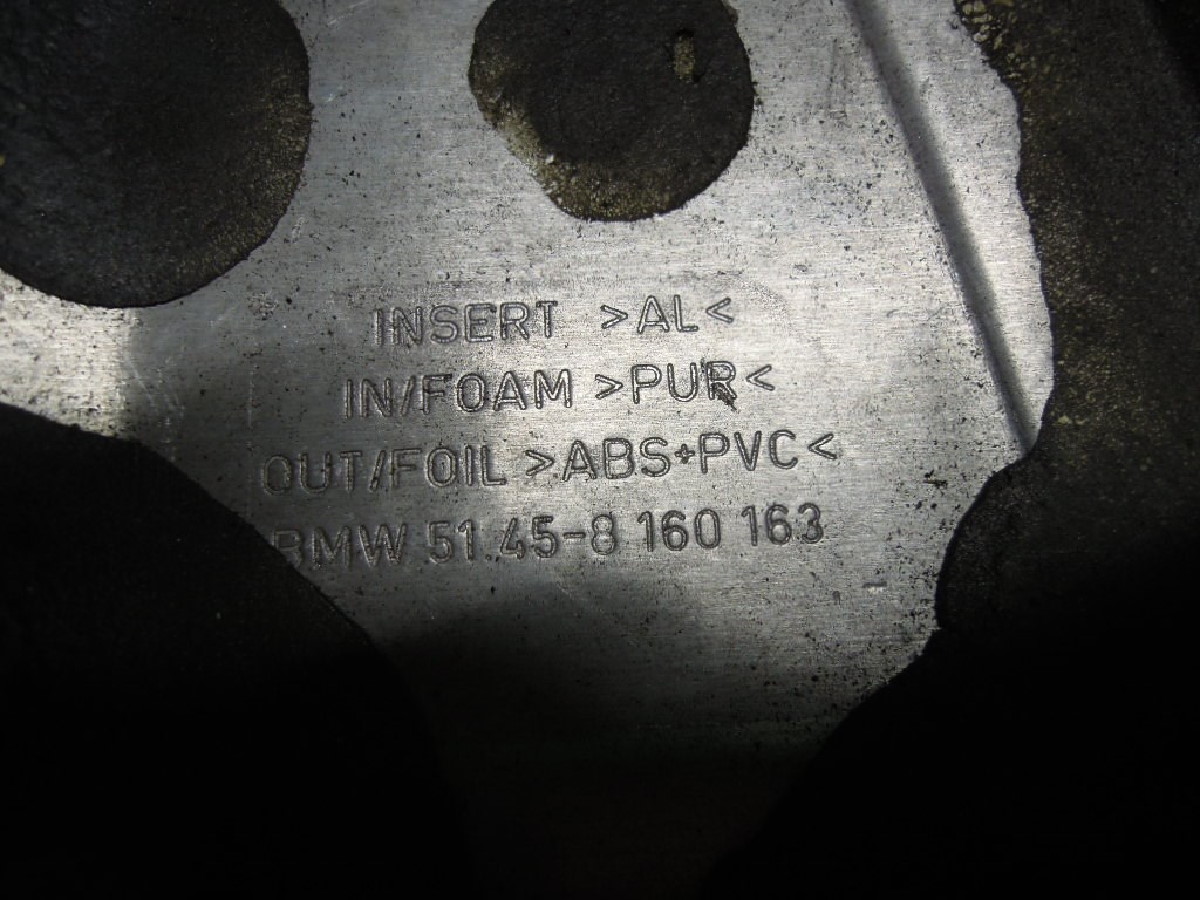 INSERT >AL<
IN/FOAM >PUR<
OUT/FOIL >ABS+PVC<
BMW 51.45-8 160 163